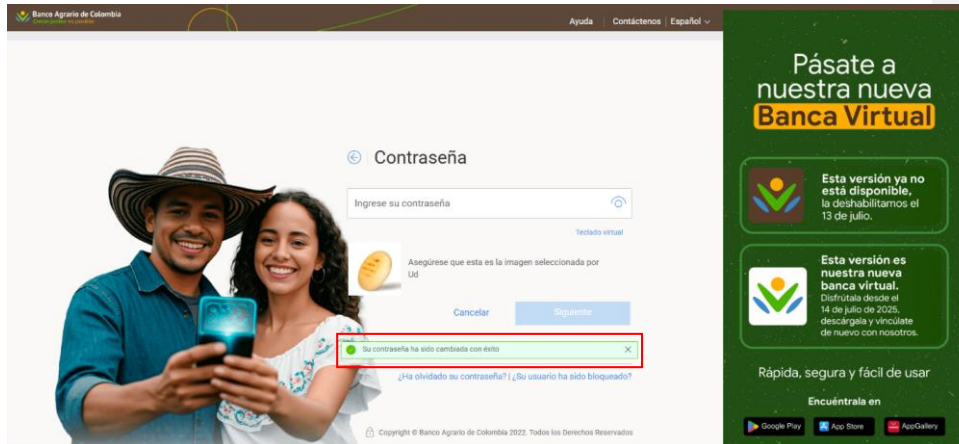 Banco Agrario de Colombia
Ayuda | Contáctenos | Español
Contraseña
Ingrese su contraseña
Teclado virtual
Asegúrese que esta es la imagen seleccionada por
Ud
Cancelar
Siguiente
Su contraseña ha sido cambiada con éxito
¿Ha olvidado su contraseña? | ¿Su usuario ha sido bloqueado?
Copyright © Banco Agrario de Colombia 2022. Todos los Derechos Reservados
Pásate a
nuestra nueva
Banca Virtual
Esta versión ya no
está disponible,
la deshabilitamos el
13 de julio.
Esta versión es
nuestra nueva
banca virtual.
Disfrútala desde el
14 de julio de 2025,
descárgala y vincúlate
de nuevo con nosotros.
Rápida, segura y fácil de usar
Encuéntrala en
Google Play
App Store
AppGallery